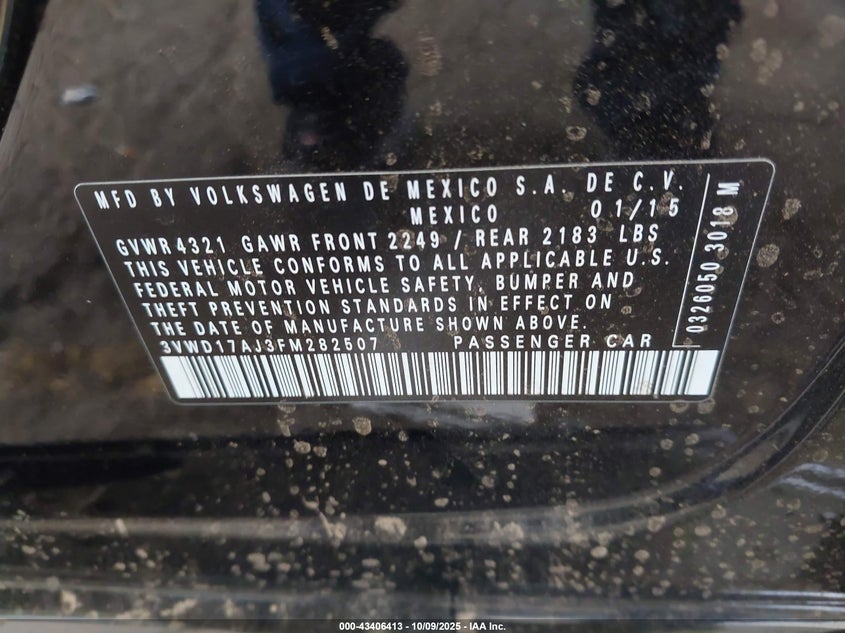 MFD BY VOLKSWAGEN DE MEXICO S.A. DE C.V.
MEXICO 01/15
GVWR 4321 GAWR FRONT 2249 / REAR 2183 LBS
THIS VEHICLE CONFORMS TO ALL APPLICABLE U.S.
FEDERAL MOTOR VEHICLE SAFETY, BUMPER AND
THEFT PREVENTION STANDARDS IN EFFECT ON
THE DATE OF MANUFACTURE SHOWN ABOVE.
3VWD17AJ3FM282507 PASSENGER CAR
0326050 3018 M
000-43406413 - 10/09/2025 - IAA Inc.